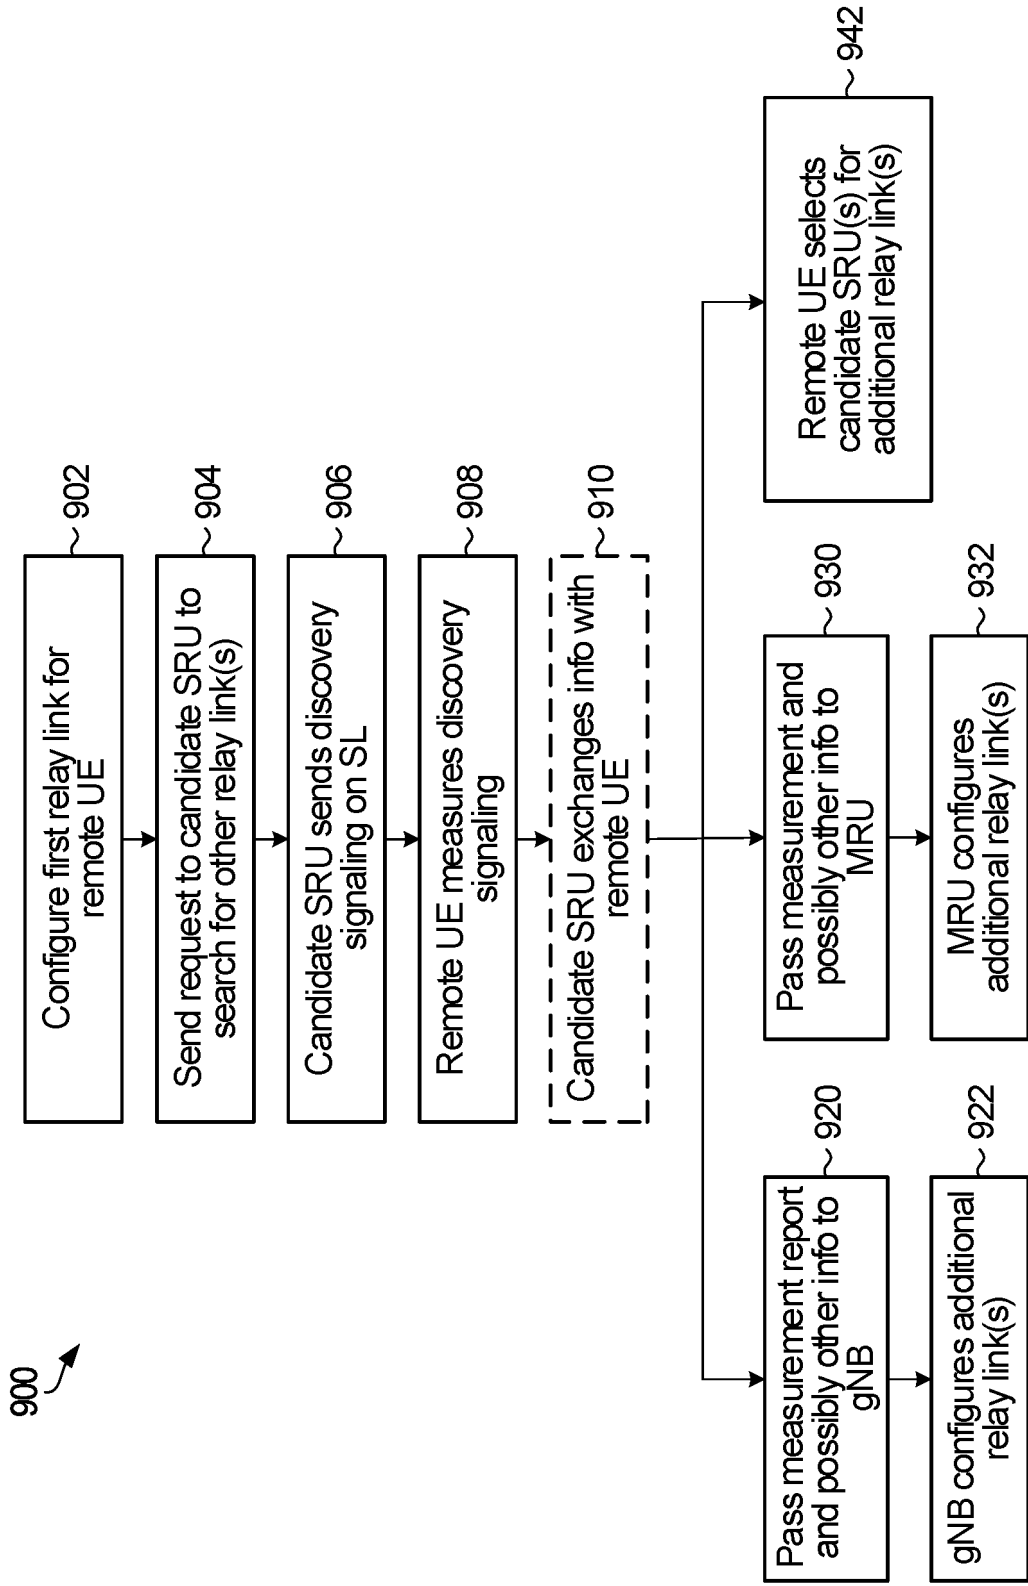 900
Configure first relay link for
remote UE
902
Send request to candidate SRU to
search for other relay link(s)
904
Candidate SRU sends discovery
signaling on SL
906
Remote UE measures discovery
signaling
908
Candidate SRU exchanges info with
remote UE
910
Pass measurement report
and possibly other info to
gNB
920
gNB configures additional
relay link(s)
922
Pass measurement and
possibly other info to
MRU
930
MRU configures
additional relay link(s)
932
Remote UE selects
candidate SRU(s) for
additional relay link(s)
942